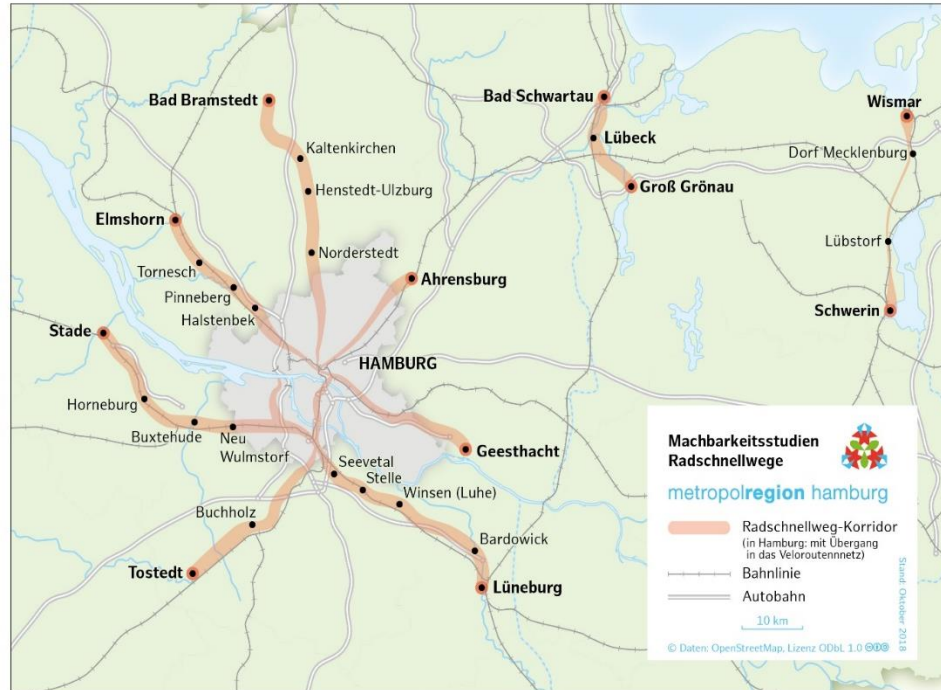 Bad Bramstedt
Bad Schwartau
Wismar
Lübeck
Kaltenkirchen
Dorf Mecklenburg
Henstedt-Ulzburg
Groß Grönau
Elmshorn
Lübstorf
Norderstedt
Tornesch
Ahrensburg
Pinneberg
Halstenbek
Schwerin
Stade
HAMBURG
Horneburg
Buxtehude
Neu
Wulmstorf
Geesthacht
Seevetal
Stelle
Winsen (Luhe)
Buchholz
Bardowick
Tostedt
Lüneburg
Machbarkeitsstudien
Radschnellwege
metropolregion hamburg
Radschnellweg-Korridor
(in Hamburg: mit Übergang
in das Veloroutennetz)
Bahnlinie
Autobahn
10 km
Stand: Oktober 2018
© Daten: OpenStreetMap, Lizenz ODbL 1.0